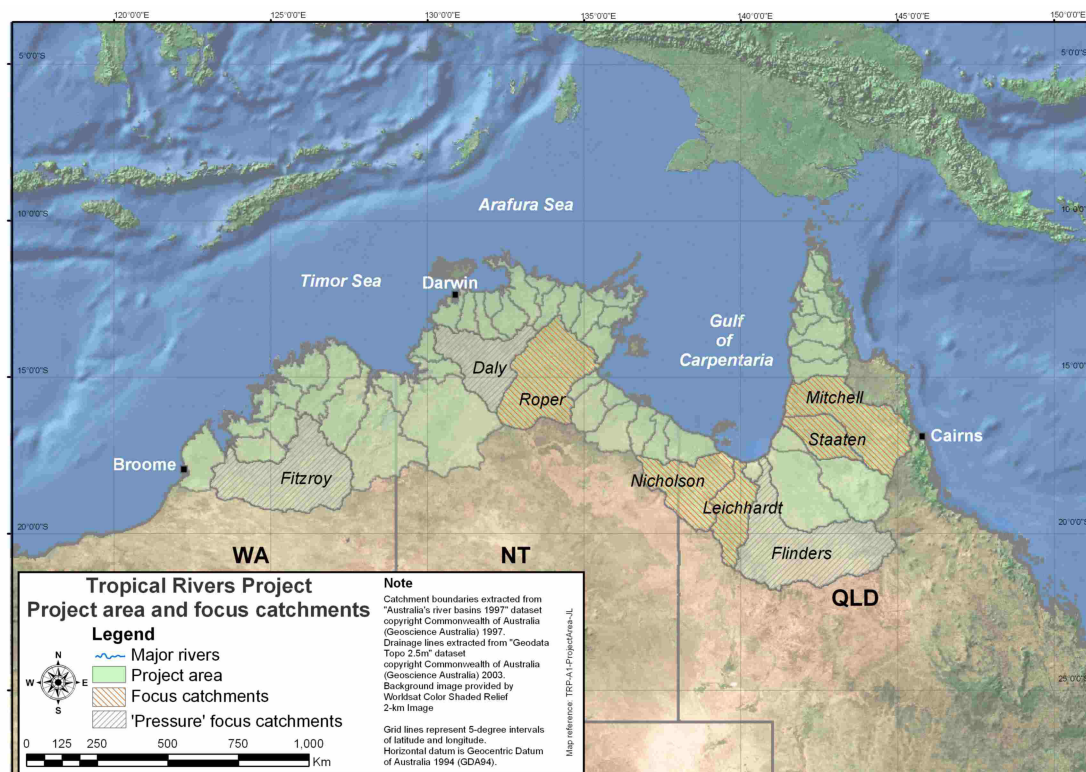 120°0'0"E
125°0'0"E
130°0'0"E
135°0'0"E
140°0'0"E
145°0'0"E
150°0'0"E
5°0'0"S
5°0'0"S
10°0'0"S
10°0'0"S
15°0'0"S
15°0'0"S
20°0'0"S
20°0'0"S
25°0'0"S
Arafura Sea
Timor Sea
Darwin
Gulf
of
Carpentaria
Daly
Roper
Mitchell
Staaten
Cairns
Broome
Fitzroy
Nicholson
Leichhardt
Flinders
WA
NT
QLD
Tropical Rivers Project
Project area and focus catchments
Legend
N
W
E
S
Major rivers
Project area
Focus catchments
'Pressure' focus catchments
0 125 250 500 750 1,000
Km
Note
Catchment boundaries extracted from
"Australia's river basins 1997" dataset
copyright Commonwealth of Australia
(Geoscience Australia) 1997.
Drainage lines extracted from "Geodata
Topo 2.5m" dataset
copyright Commonwealth of Australia
(Geoscience Australia) 2003.
Background image provided by
Worldsat Color Shaded Relief
2-km Image
Grid lines represent 5-degree intervals
of latitude and longitude.
Horizontal datum is Geocentric Datum
of Australia 1994 (GDA94).
Map reference: TRP-A1-ProjectArea-JL